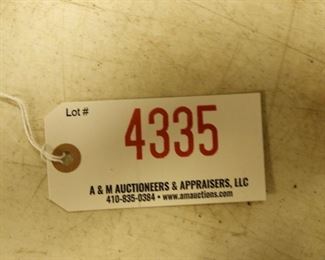 Lot #
4335
A & M AUCTIONEERS & APPRAISERS, LLC
410-835-0384 • www.amauctions.com